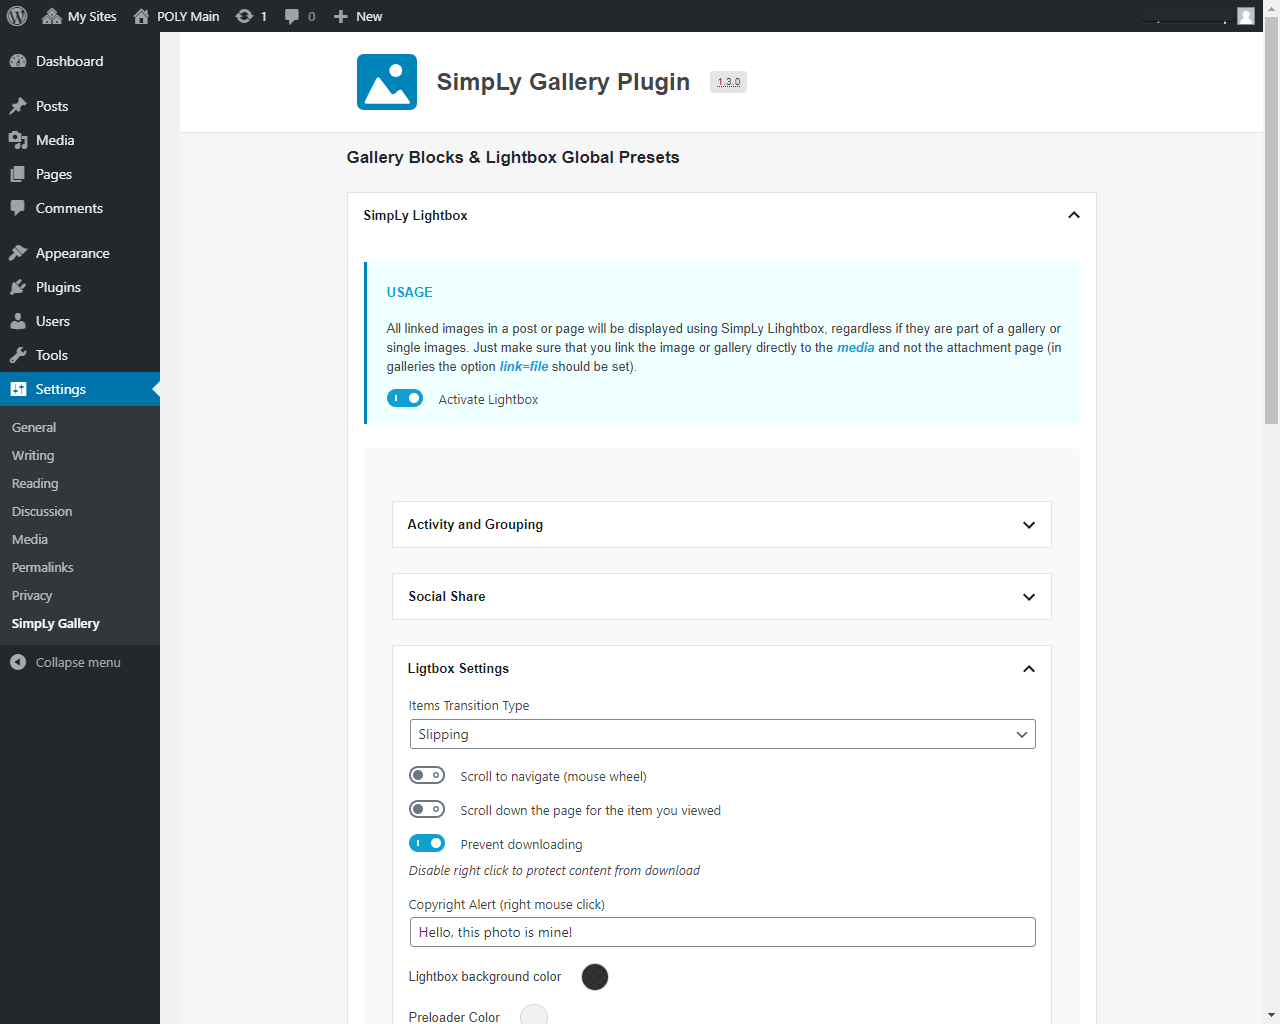 My Sites POLY Main 1 0 New
Dashboard
Posts
Media
Pages
Comments
Appearance
Plugins
Users
Tools
Settings
General
Writing
Reading
Discussion
Media
Permalinks
Privacy
SimpLy Gallery
Collapse menu
SimpLy Gallery Plugin 1.3.0
Gallery Blocks & Lightbox Global Presets
SimpLy Lightbox
USAGE
All linked images in a post or page will be displayed using SimpLy Lihghtbox, regardless if they are part of a gallery or
single images. Just make sure that you link the image or gallery directly to the media and not the attachment page (in
galleries the option link=file should be set).
Activate Lightbox
Activity and Grouping
Social Share
Ligtbox Settings
Items Transition Type
Slipping
Scroll to navigate (mouse wheel)
Scroll down the page for the item you viewed
Prevent downloading
Disable right click to protect content from download
Copyright Alert (right mouse click)
Hello, this photo is mine!
Lightbox background color
Preloader Color